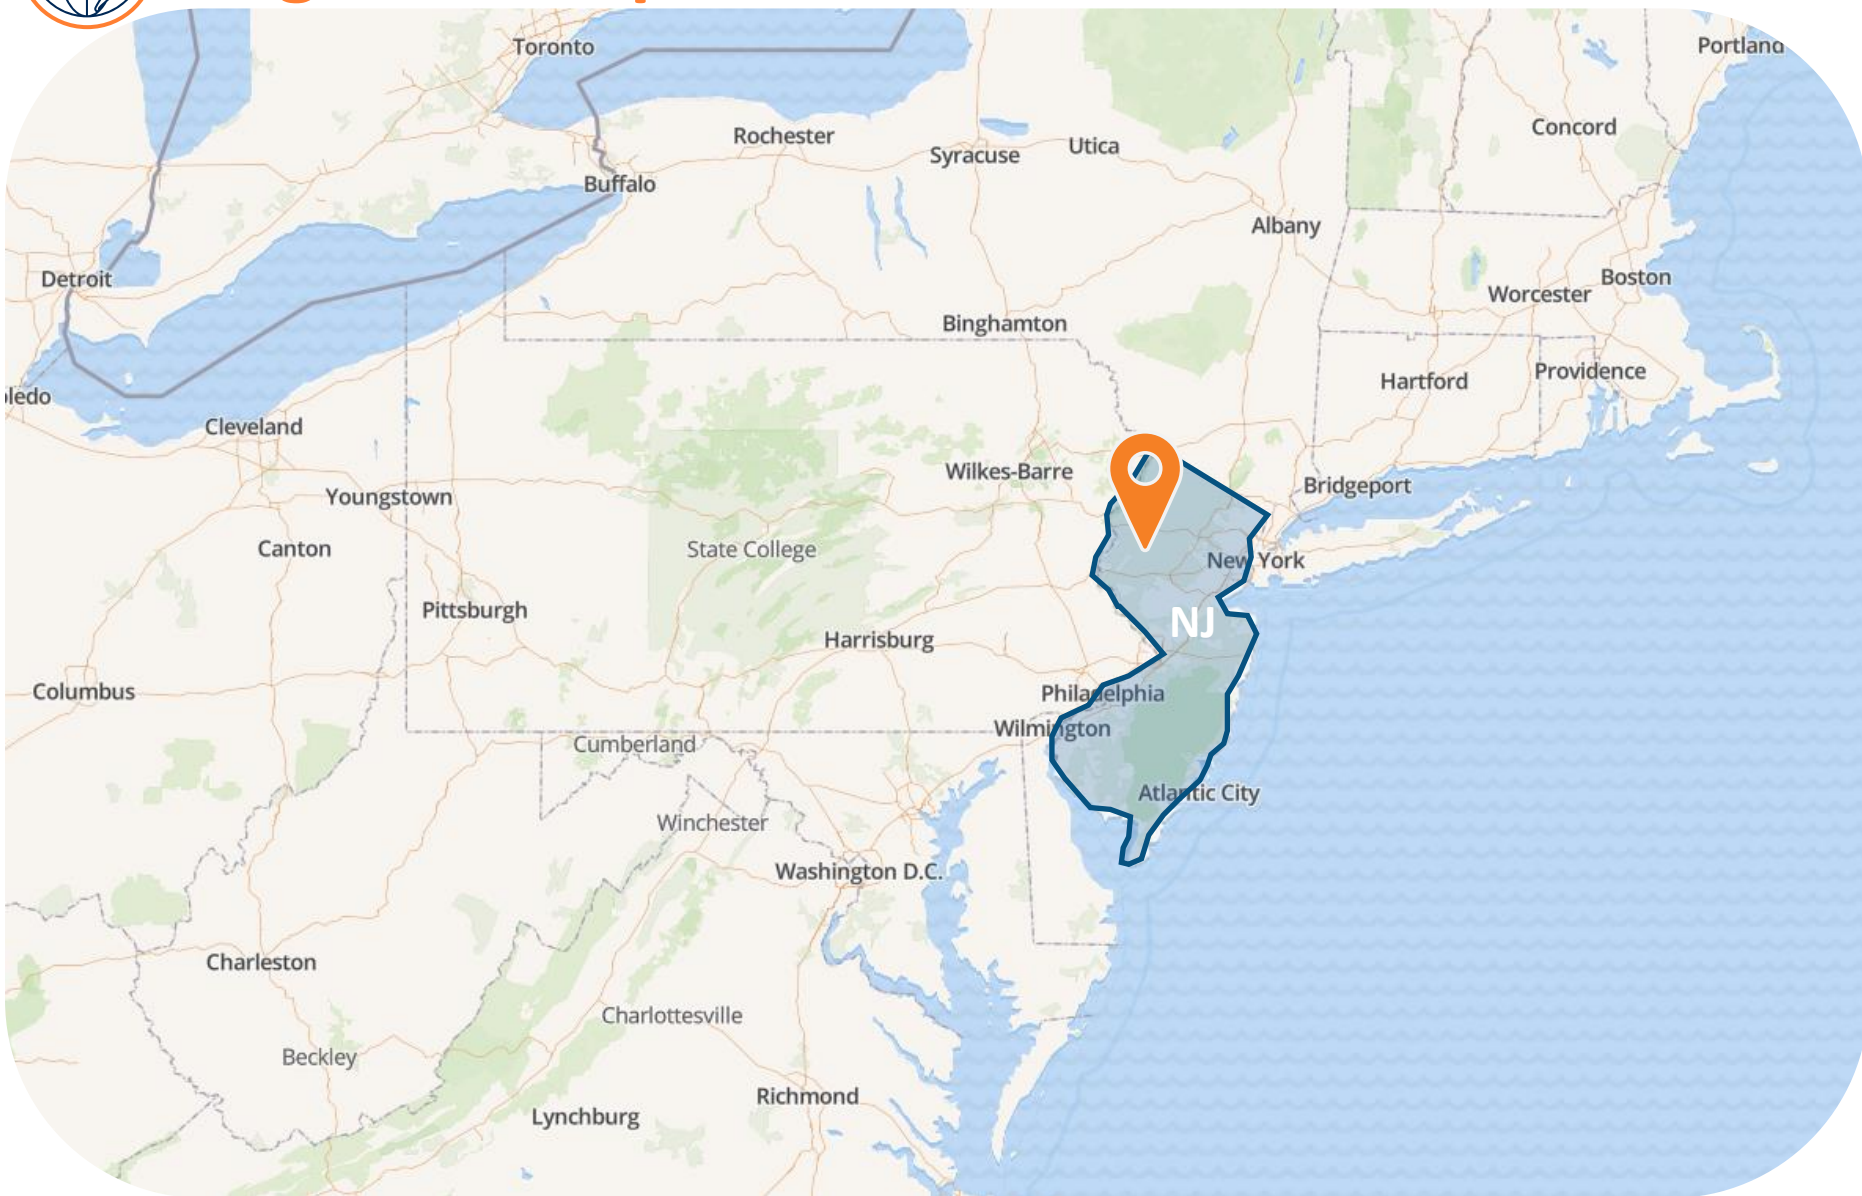 Toronto
Portland
Rochester
Concord
Syracuse
Utica
Buffalo
Albany
Detroit
Boston
Worcester
Binghamton
Hartford
Providence
Cleveland
Wilkes-Barre
Bridgeport
Youngstown
Canton
State College
New York
Pittsburgh
NJ
Harrisburg
Columbus
Philadelphia
Wilmington
Cumberland
Atlantic City
Winchester
Washington D.C.
Charleston
Charlottesville
Beckley
Richmond
Lynchburg